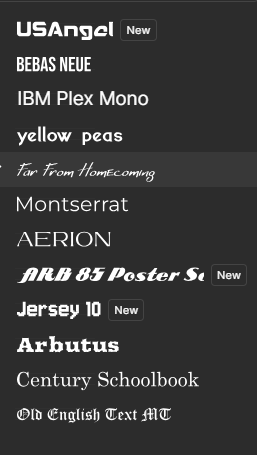 USAngel New
BEBAS NEUE
IBM Plex Mono
yellow peas
Far From Homecoming
Montserrat
AERION
ARB 85 Poster Sc New
Jersey 10 New
Arbutus
Century Schoolbook
Old English Text MT